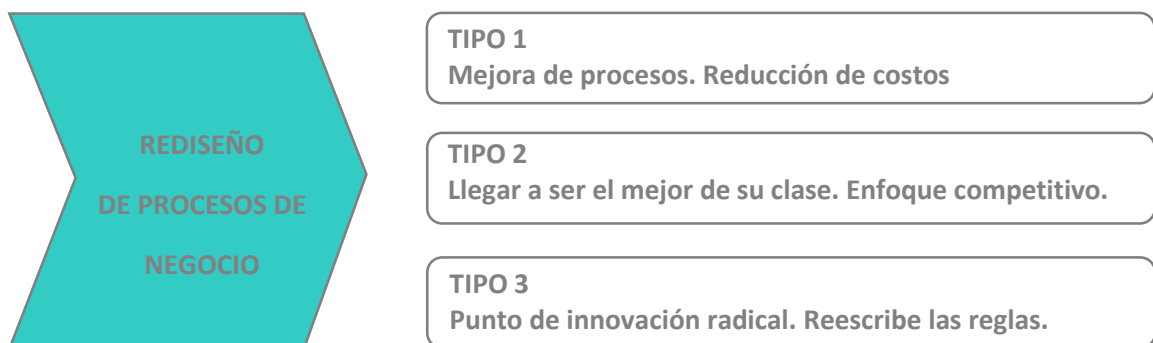 REDISEÑO
DE PROCESOS DE
NEGOCIO
TIPO 1
Mejora de procesos. Reducción de costos
TIPO 2
Llegar a ser el mejor de su clase. Enfoque competitivo.
TIPO 3
Punto de innovación radical. Reescribe las reglas.